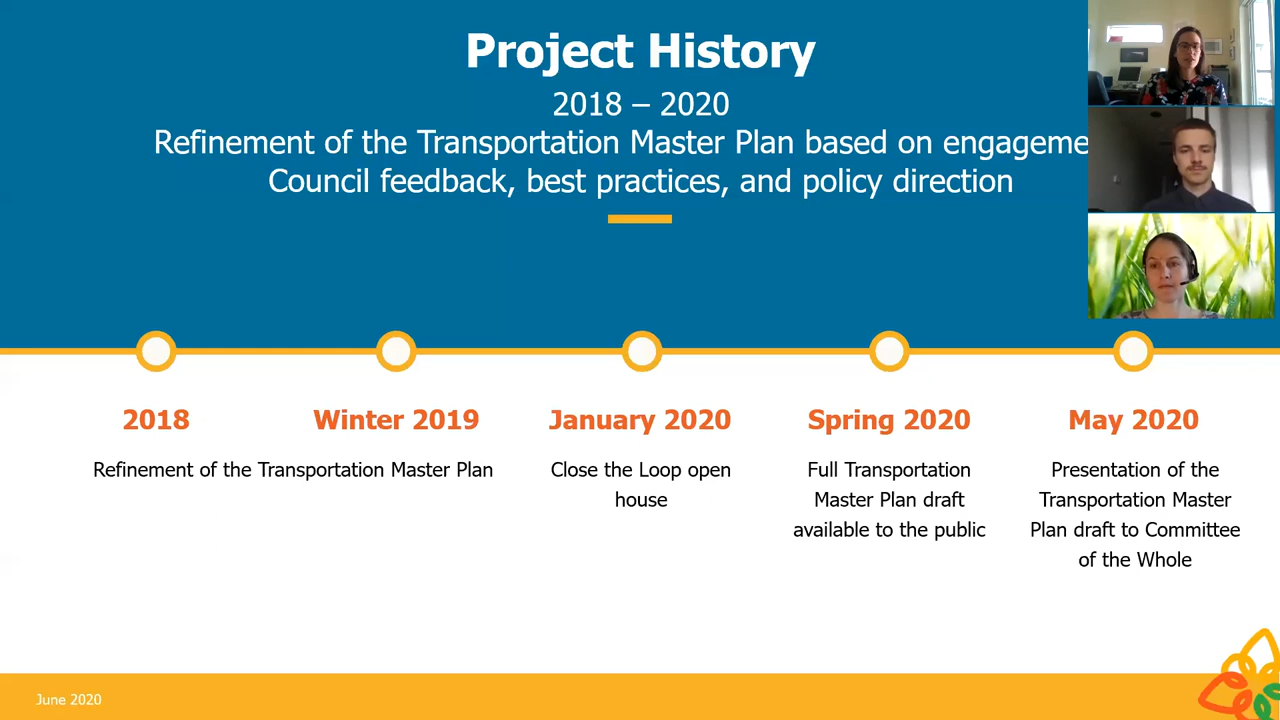 Project History
2018 – 2020
Refinement of the Transportation Master Plan based on
Council feedback, best practices, and policy direction
2018
Winter 2019
January 2020
Spring 2020
May 2020
Refinement of the Transportation Master Plan
Close the Loop open
house
Full Transportation
Master Plan draft
available to the public
Presentation of the
Transportation Master
Plan draft to Committee
of the Whole
June 2020